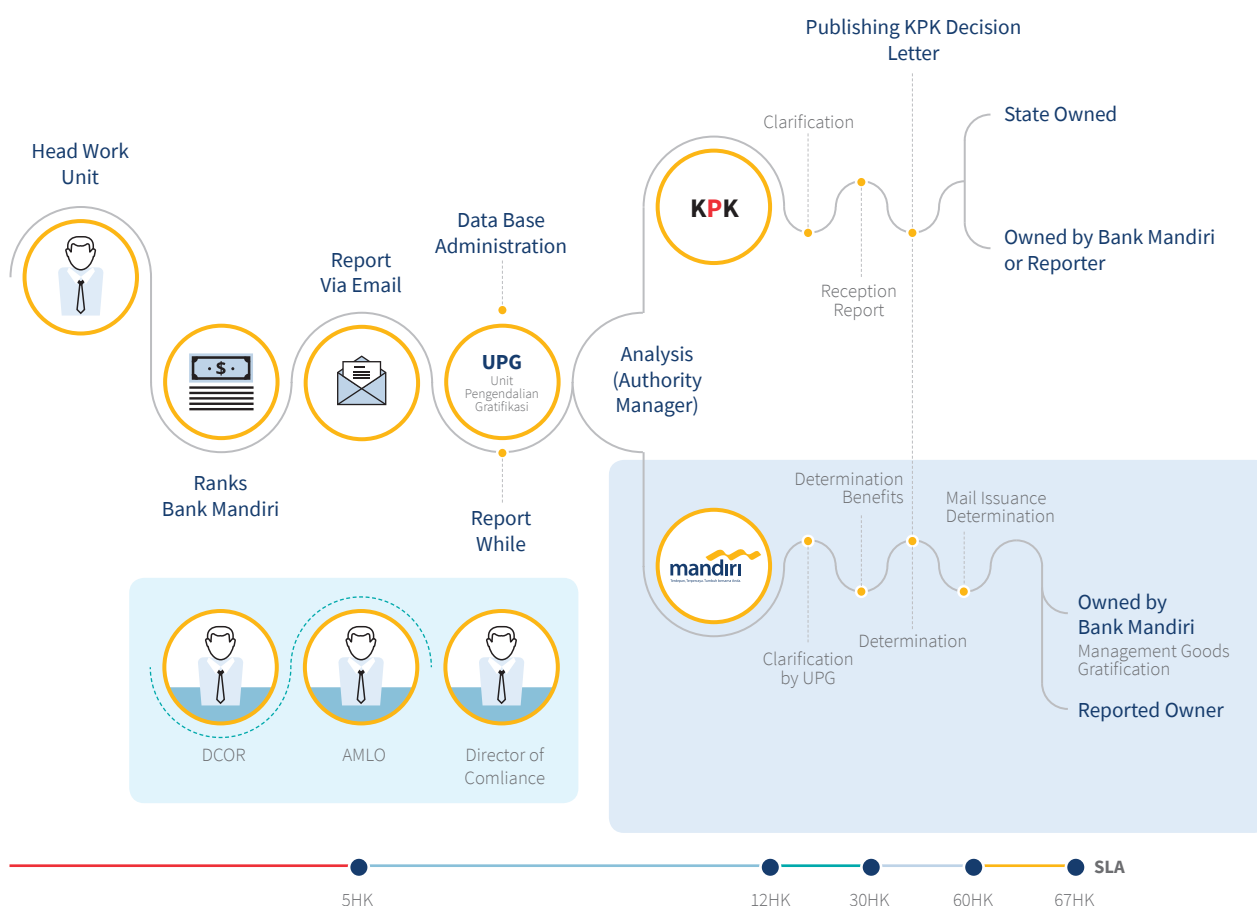 Publishing KPK Decision
Letter
Clarification
State Owned
Head Work
Unit
KPK
Data Base
Administration
Owned by Bank Mandiri
or Reporter
Report
Via Email
Reception
Report
UPG
Unit
Pengendalian
Gratifikasi
Analysis
(Authority
Manager)
$
Ranks
Bank Mandiri
Report
While
Determination
Benefits
Mail Issuance
Determination
mandiri
Clarification
by UPG
Determination
Owned by
Bank Mandiri
Management Goods
Gratification
Reported Owner
DCOR
AMLO
Director of
Comliance
SLA
5HK
12HK
30HK
60HK
67HK